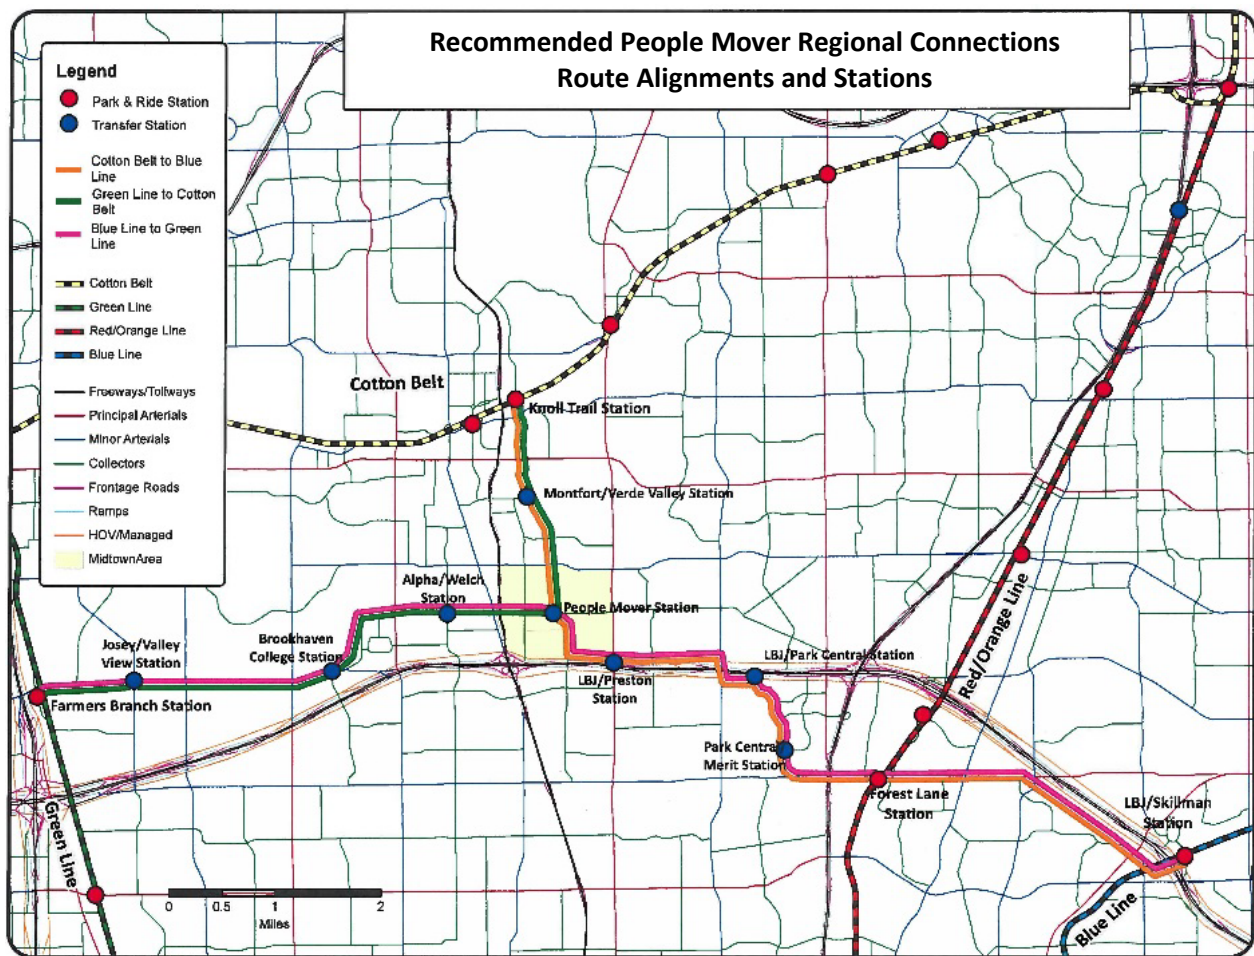 Recommended People Mover Regional Connections
Route Alignments and Stations
Legend
Park & Ride Station
Transfer Station
Cotton Belt to Blue
Line
Green Line to Cotton
Belt
Blue Line to Green
Line
Cotton Belt
Green Line
Red/Orange Line
Blue Line
Freeways/Tollways
Principal Arterials
Minor Arterials
Collectors
Frontage Roads
Ramps
HOV/Managed
MidtownArea
Cotton Belt
Knoll Trail Station
Montfort/Verde Valley Station
Alpha/Welch
Station
People Mover Station
Brookhaven
College Station
Josey/Valley
View Station
Farmers Branch Station
LBJ/Preston
Station
LBJ/Park Central Station
Red/Orange Line
Park Central
Merit Station
Forest Lane
Station
LBJ/Skillman
Station
Green Line
Blue Line
0 0.5 1 2
Miles